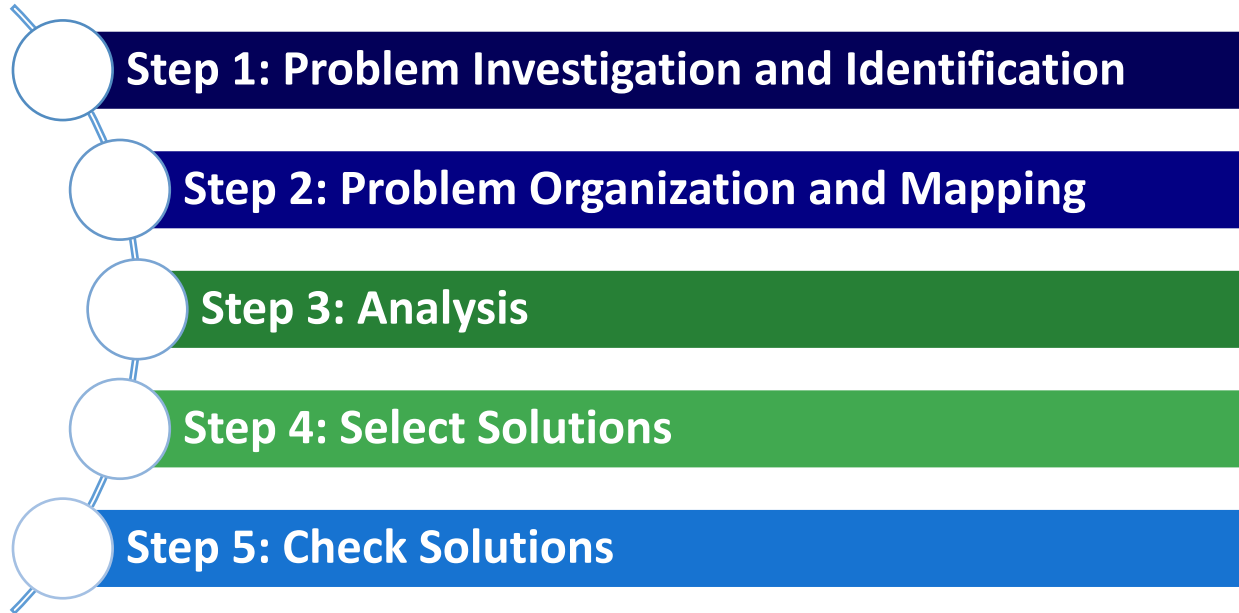 Step 1: Problem Investigation and Identification
Step 2: Problem Organization and Mapping
Step 3: Analysis
Step 4: Select Solutions
Step 5: Check Solutions